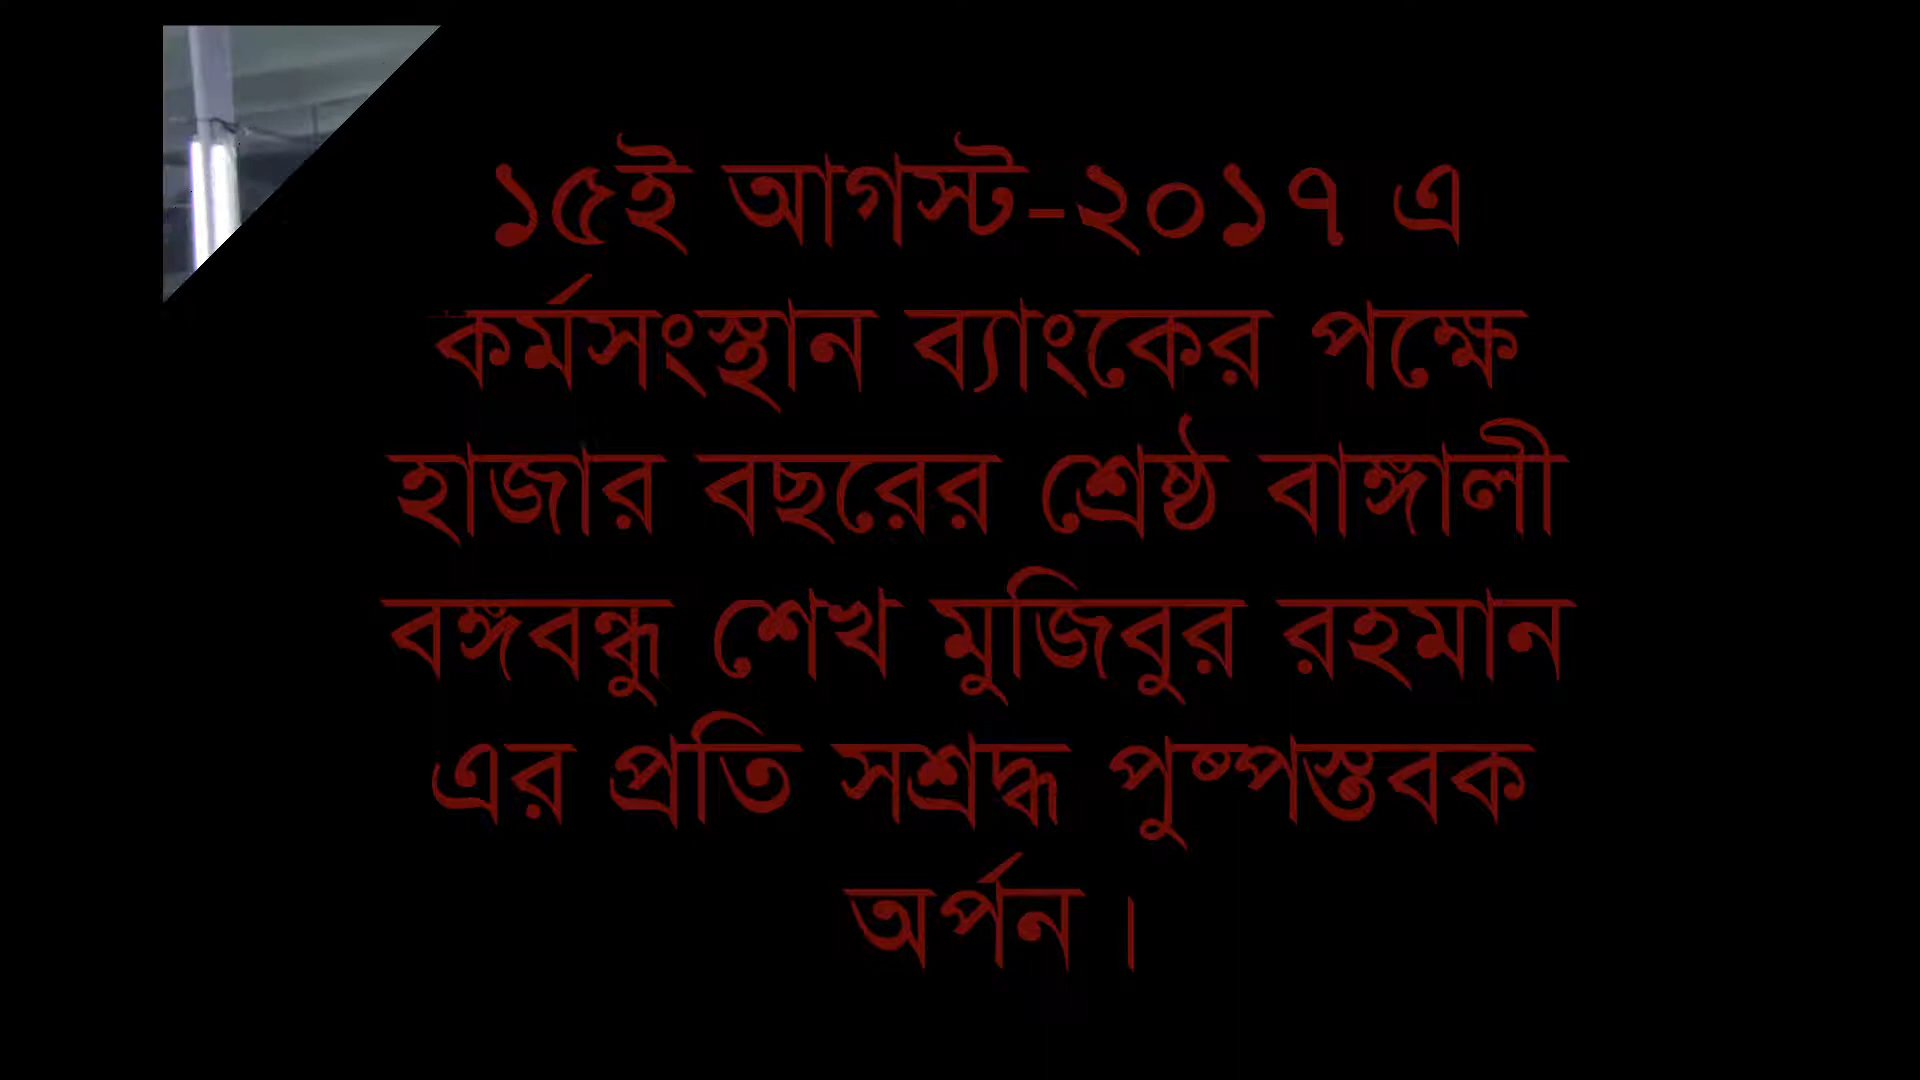 ১৫ই আগস্ট-২০১৭ এ
কর্মসংস্থান ব্যাংকের পক্ষে
হাজার বছরের শ্রেষ্ঠ বাঙ্গালী
বঙ্গবন্ধু শেখ মুজিবুর রহমান
এর প্রতি সশ্রদ্ধ পুষ্পস্তবক
অর্পন ।